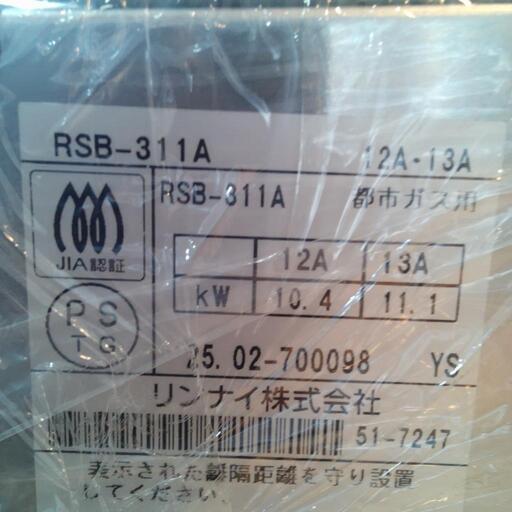 RSB-311A 12A・13A
JIA認証
RSB-311A 都市ガス用
12A 13A
kW 10.4 11.1
PS
TG
25.02-700098 YS
リンナイ株式会社
51-7247
表示された離隔距離を守り設置
してください。